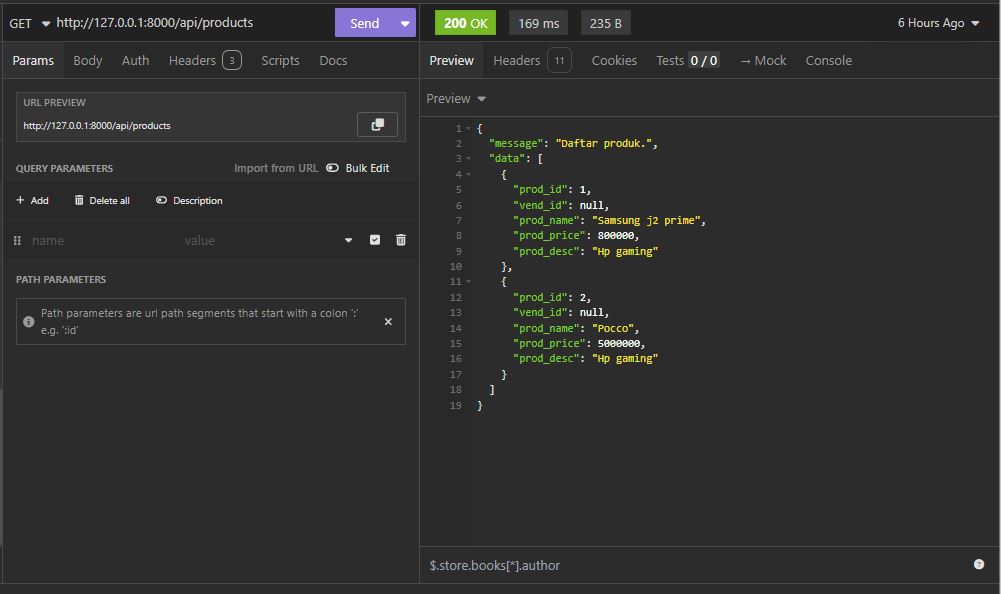 GET http://127.0.0.1:8000/api/products Send
200 OK 169 ms 235 B 6 Hours Ago
Params Body Auth Headers 3 Scripts Docs
URL PREVIEW
http://127.0.0.1:8000/api/products
QUERY PARAMETERS Import from URL Bulk Edit
+ Add Delete all Description
name value
PATH PARAMETERS
Path parameters are url path segments that start with a colon ':'
e.g. ':id'
Preview Headers 11 Cookies Tests 0 / 0 → Mock Console
Preview
1 {
2 "message": "Daftar produk.",
3 "data": [
4 {
5 "prod_id": 1,
6 "vend_id": null,
7 "prod_name": "Samsung j2 prime",
8 "prod_price": 800000,
9 "prod_desc": "Hp gaming"
10 },
11 {
12 "prod_id": 2,
13 "vend_id": null,
14 "prod_name": "Pocco",
15 "prod_price": 5000000,
16 "prod_desc": "Hp gaming"
17 }
18 ]
19 }
$.store.books[*].author